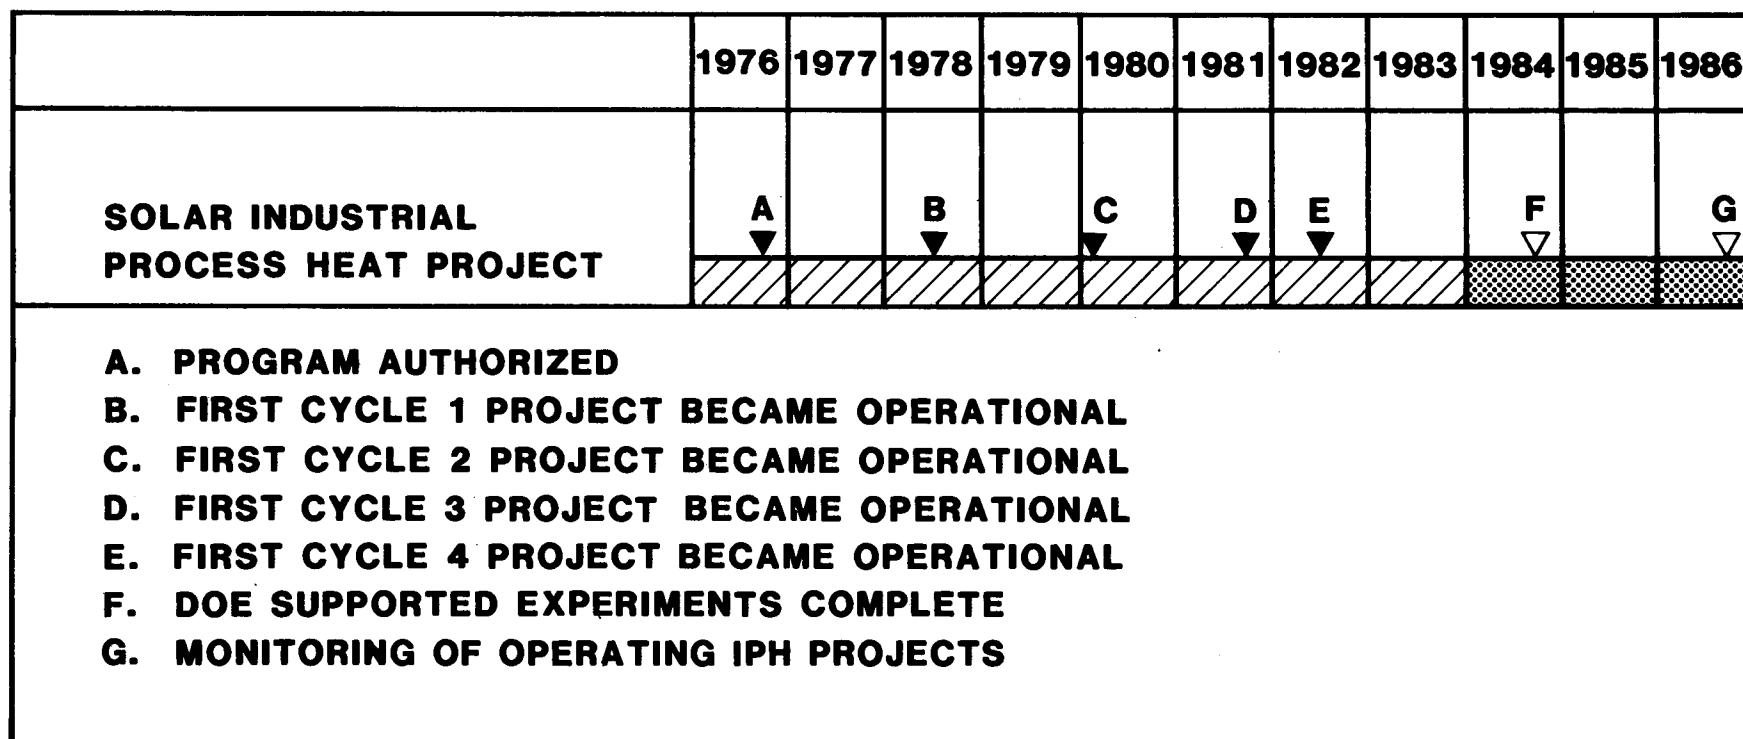 1976 1977 1978 1979 1980 1981 1982 1983 1984 1985 1986
A B C D E F G
SOLAR INDUSTRIAL
PROCESS HEAT PROJECT
A. PROGRAM AUTHORIZED
B. FIRST CYCLE 1 PROJECT BECAME OPERATIONAL
C. FIRST CYCLE 2 PROJECT BECAME OPERATIONAL
D. FIRST CYCLE 3 PROJECT BECAME OPERATIONAL
E. FIRST CYCLE 4 PROJECT BECAME OPERATIONAL
F. DOE SUPPORTED EXPERIMENTS COMPLETE
G. MONITORING OF OPERATING IPH PROJECTS